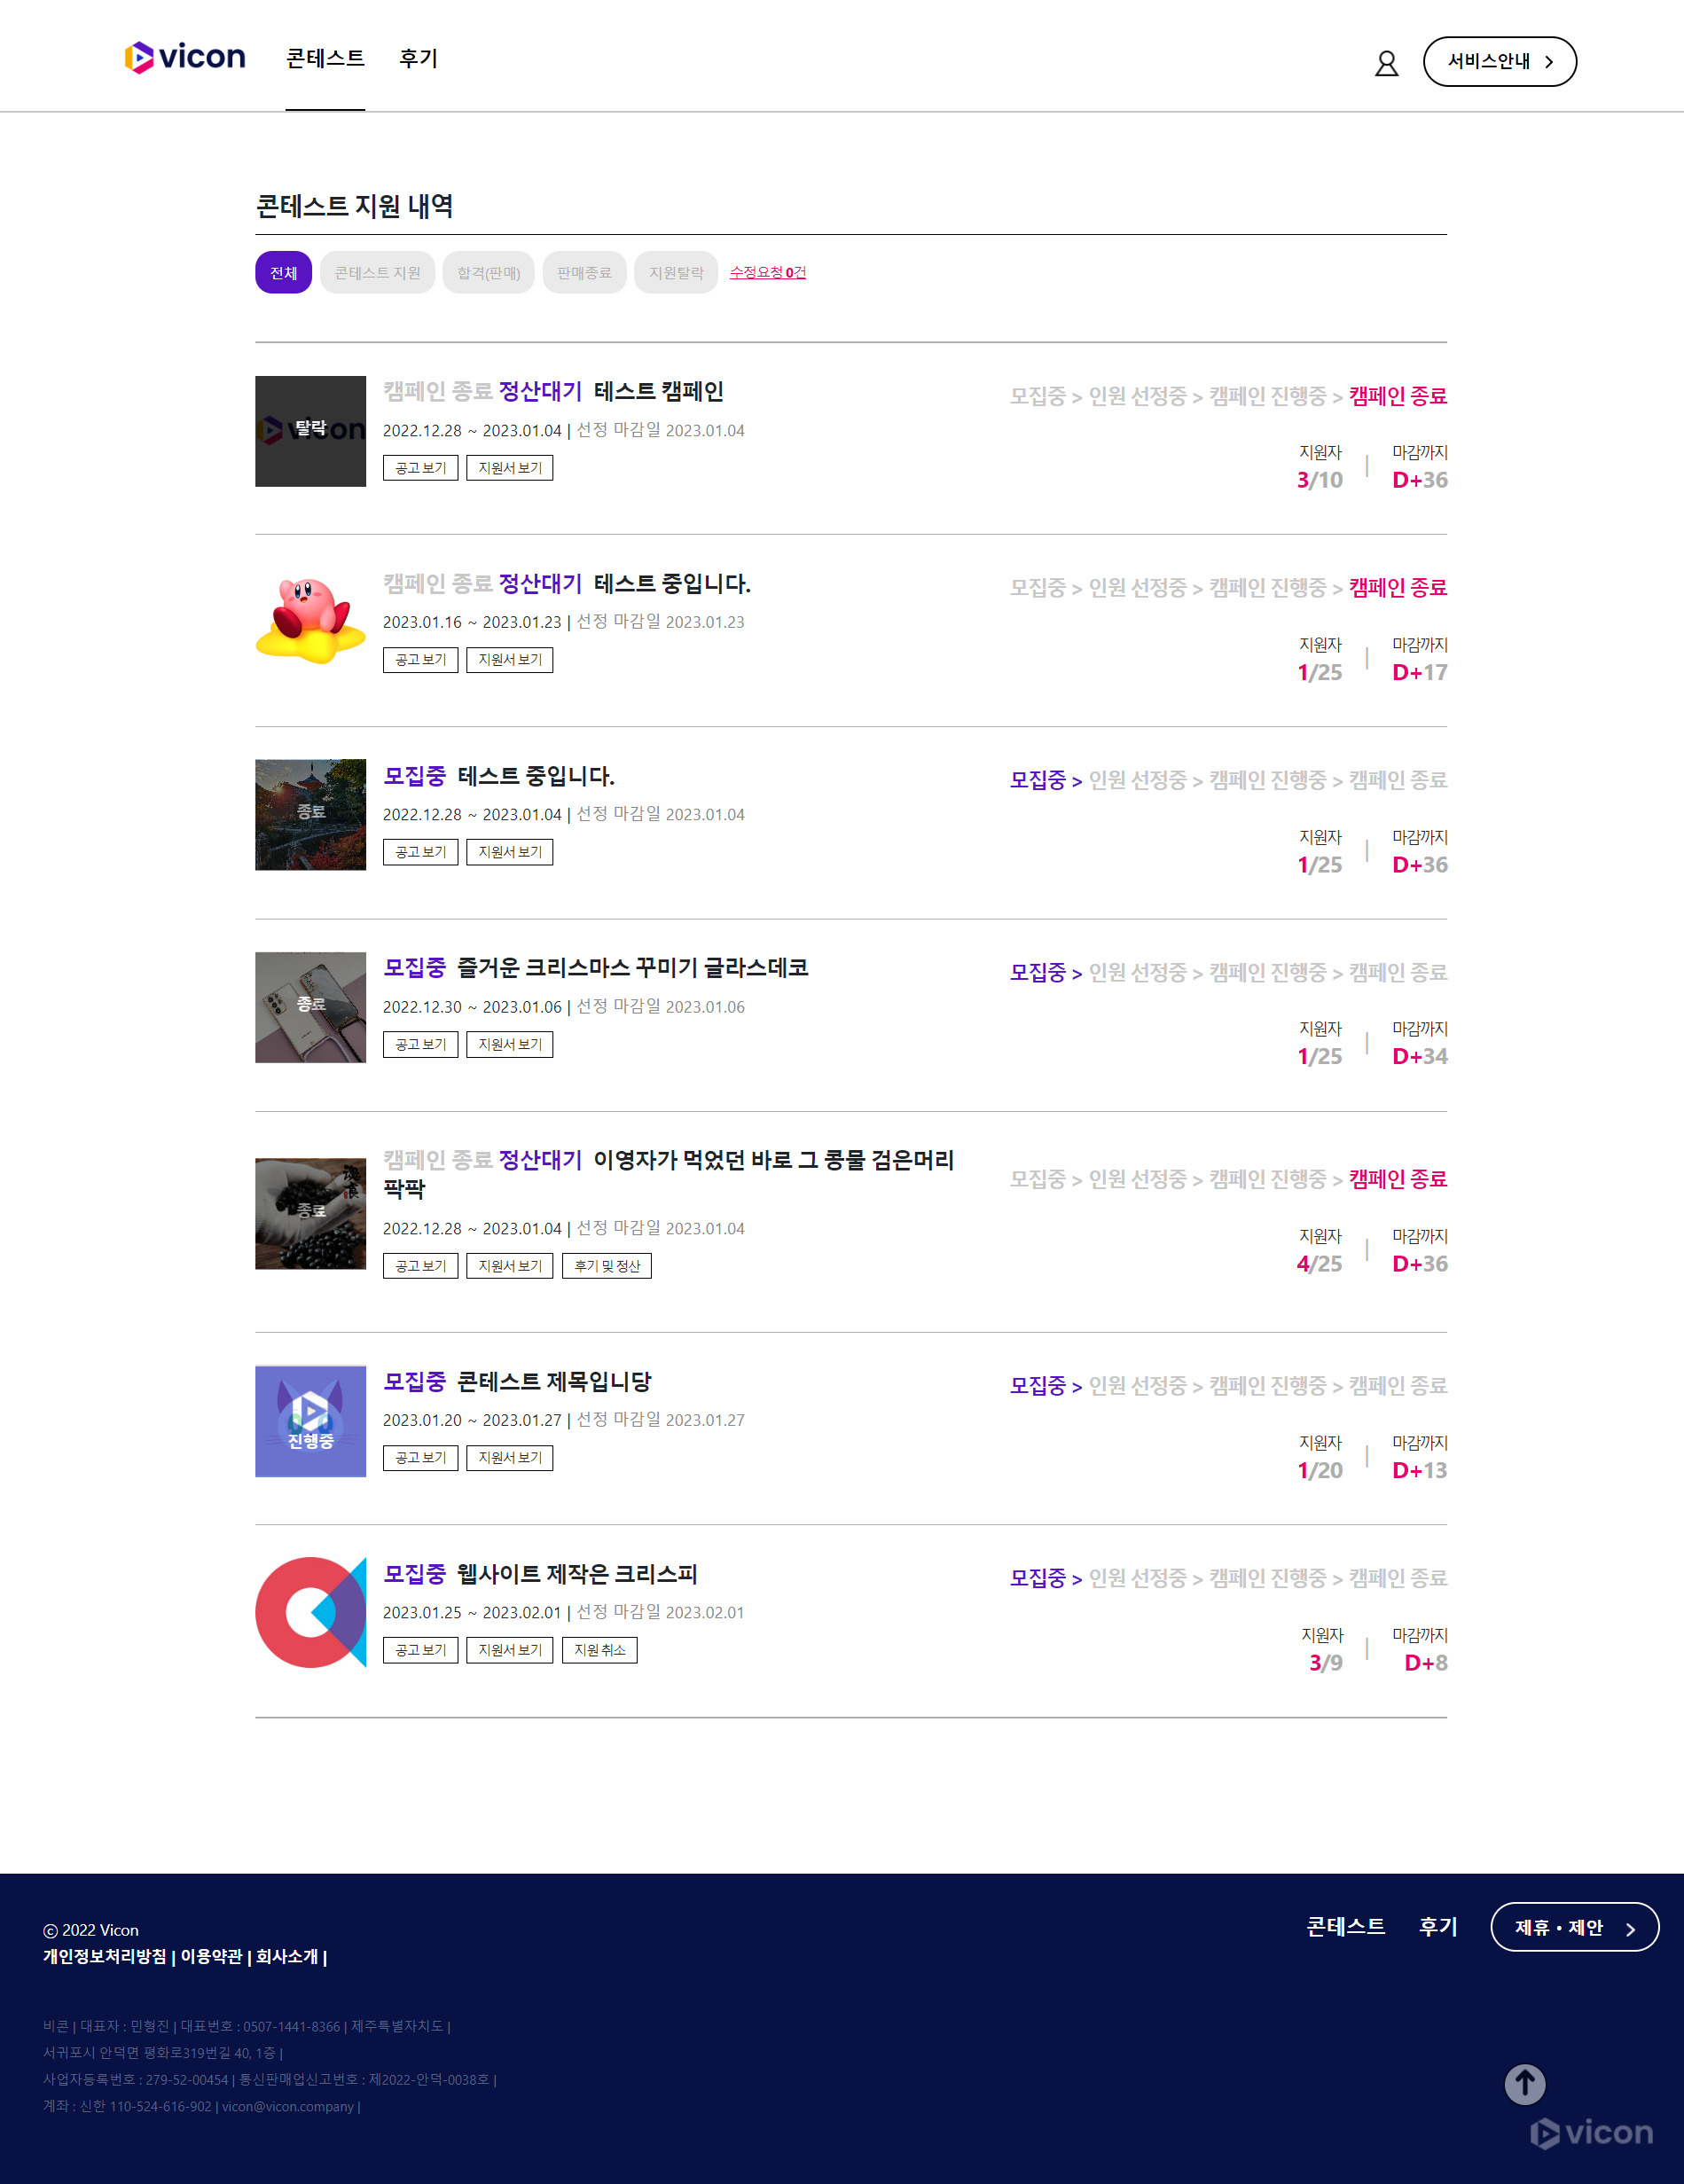 vicon 콘테스트 후기 서비스안내
콘테스트 지원 내역
전체 콘테스트 지원 합격(판매) 판매종료 지원탈락 수정요청 0건
탈락
캠페인 종료 정산대기 테스트 캠페인
모집중 > 인원 선정중 > 캠페인 진행중 > 캠페인 종료
2022.12.28 ~ 2023.01.04 | 선정 마감일 2023.01.04
공고 보기 지원서 보기
지원자 마감까지
3/10 D+36
캠페인 종료 정산대기 테스트 중입니다.
모집중 > 인원 선정중 > 캠페인 진행중 > 캠페인 종료
2023.01.16 ~ 2023.01.23 | 선정 마감일 2023.01.23
공고 보기 지원서 보기
지원자 마감까지
1/25 D+17
종료
모집중 테스트 중입니다.
모집중 > 인원 선정중 > 캠페인 진행중 > 캠페인 종료
2022.12.28 ~ 2023.01.04 | 선정 마감일 2023.01.04
공고 보기 지원서 보기
지원자 마감까지
1/25 D+36
종료
모집중 즐거운 크리스마스 꾸미기 글라스데코
모집중 > 인원 선정중 > 캠페인 진행중 > 캠페인 종료
2022.12.30 ~ 2023.01.06 | 선정 마감일 2023.01.06
공고 보기 지원서 보기
지원자 마감까지
1/25 D+34
종료
캠페인 종료 정산대기 이영자가 먹었던 바로 그 콩물 검은머리
팍팍
모집중 > 인원 선정중 > 캠페인 진행중 > 캠페인 종료
2022.12.28 ~ 2023.01.04 | 선정 마감일 2023.01.04
공고 보기 지원서 보기 후기 및 정산
지원자 마감까지
4/25 D+36
진행중
모집중 콘테스트 제목입니당
모집중 > 인원 선정중 > 캠페인 진행중 > 캠페인 종료
2023.01.20 ~ 2023.01.27 | 선정 마감일 2023.01.27
공고 보기 지원서 보기
지원자 마감까지
1/20 D+13
모집중 웹사이트 제작은 크리스피
모집중 > 인원 선정중 > 캠페인 진행중 > 캠페인 종료
2023.01.25 ~ 2023.02.01 | 선정 마감일 2023.02.01
공고 보기 지원서 보기 지원 취소
지원자 마감까지
3/9 D+8
ⓒ 2022 Vicon
개인정보처리방침 | 이용약관 | 회사소개 |
콘테스트 후기 제휴 • 제안
비콘 | 대표자 : 민형진 | 대표번호 : 0507-1441-8366 | 제주특별자치도 |
서귀포시 안덕면 평화로319번길 40, 1층 |
사업자등록번호 : 279-52-00454 | 통신판매업신고번호 : 제2022-안덕-0038호 |
계좌 : 신한 110-524-616-902 | vicon@vicon.company |
vicon